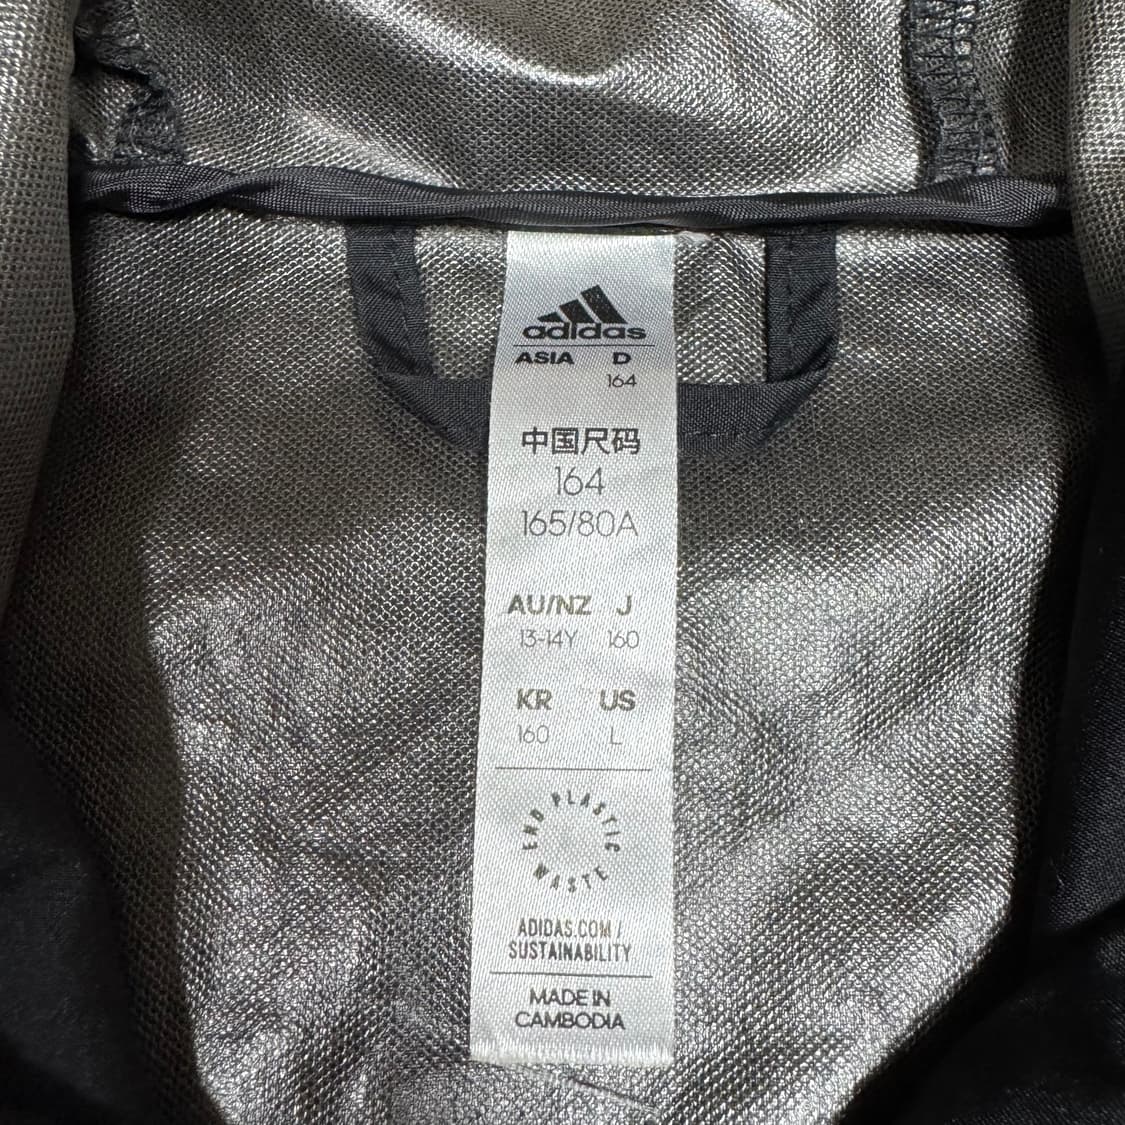 adidas
ASIA D
164
中国尺码
164
165/80A
AU/NZ J
13-14Y 160
KR US
160 L
END PLASTIC WASTE
ADIDAS.COM /
SUSTAINABILITY
MADE IN
CAMBODIA